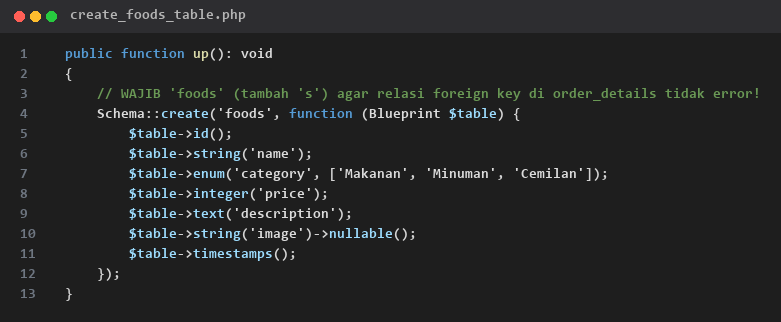 create_foods_table.php
1 public function up(): void
2 {
3 // WAJIB 'foods' (tambah 's') agar relasi foreign key di order_details tidak error!
4 Schema::create('foods', function (Blueprint $table) {
5 $table->id();
6 $table->string('name');
7 $table->enum('category', ['Makanan', 'Minuman', 'Cemilan']);
8 $table->integer('price');
9 $table->text('description');
10 $table->string('image')->nullable();
11 $table->timestamps();
12 });
13 }